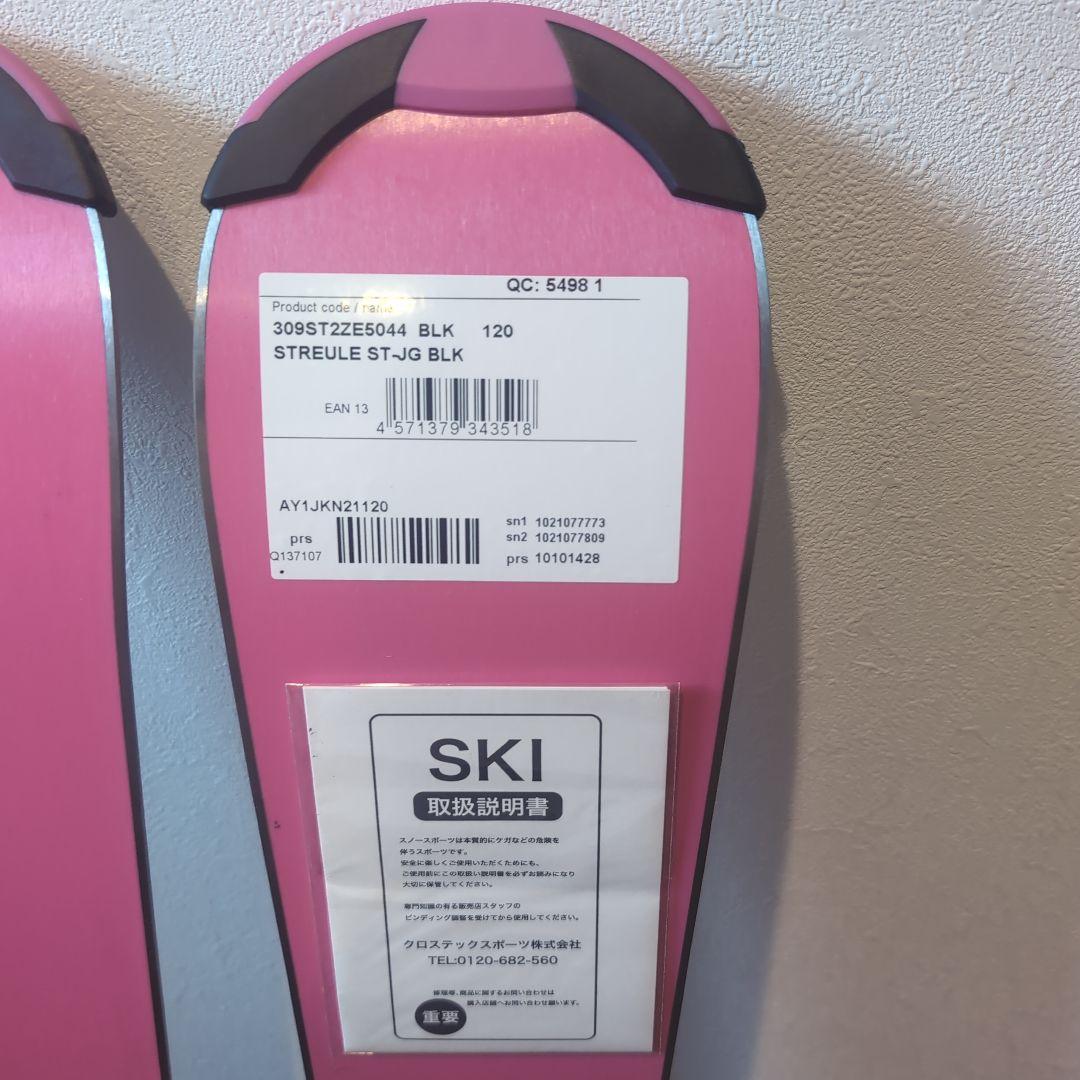 QC: 5498 1
Product code / name
309ST2ZE5044 BLK 120
STREULE ST-JG BLK
EAN 13
4 571379 343518
AY1JKN21120
prs
Q137107
sn1 1021077773
sn2 1021077809
prs 10101428
SKI
取扱説明書
スノースポーツは本質的にケガなどの危険を
伴うスポーツです。
安全に楽しくご使用いただくためにも、
ご使用前にこの取扱い説明書を必ずお読みになり
大切に保管してください。
専門知識の有る販売店スタッフの
ビンディング調整を受けてから使用してください。
クロステックスポーツ株式会社
TEL:0120-682-560
修理等、商品に関するお問い合わせは
購入店舗へお問い合わせ願います。
重要